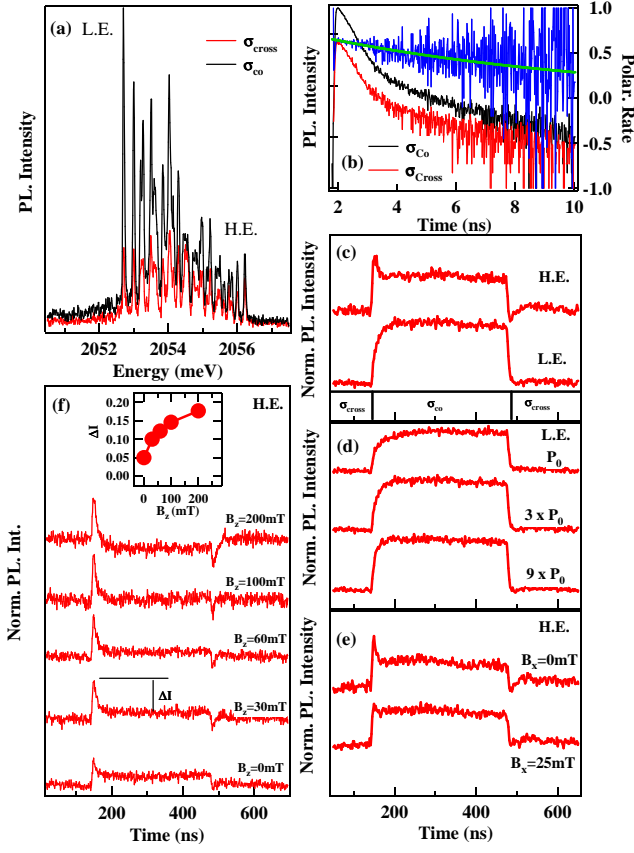 (a)
L.E.
σcross
σco
H.E.
PL. Intensity
2052
2054
2056
Energy (meV)
(b)
PL. Intensity
σCo
σCross
1.0
0.5
0.0
-0.5
-1.0
Polar. Rate
2
4
6
8
10
Time (ns)
(c)
H.E.
L.E.
Norm. PL. Intensity
σcross
σco
σcross
(d)
L.E.
P0
3 x P0
9 x P0
Norm. PL. Intensity
(e)
H.E.
Bx=0mT
Bx=25mT
Norm. PL. Intensity
200
400
600
Time (ns)
(f)
H.E.
ΔI
0.20
0.15
0.10
0.05
0.00
0
100
200
Bz (mT)
Bz=200mT
Bz=100mT
Bz=60mT
ΔI
Bz=30mT
Bz=0mT
Norm. PL. Int.
200
400
600
Time (ns)